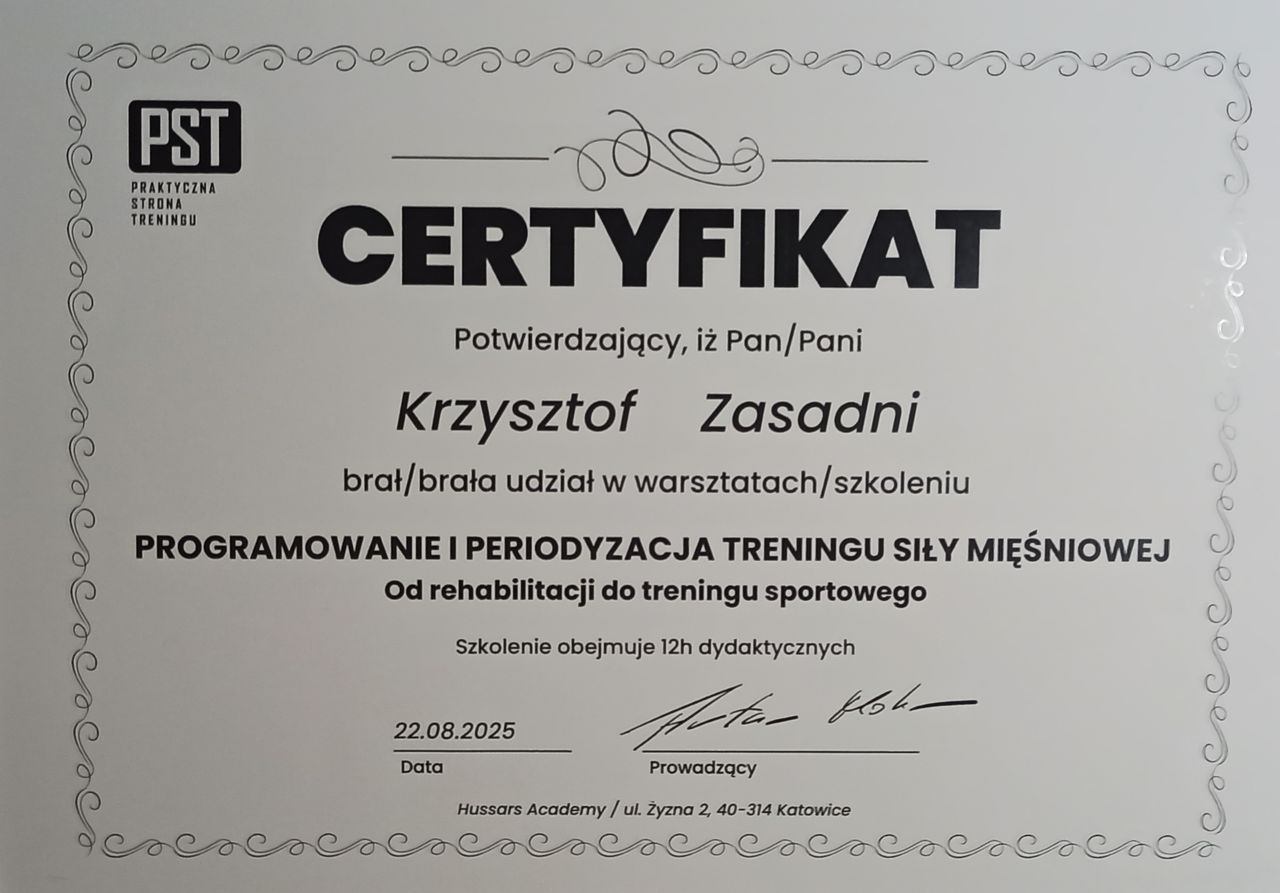 PST
PRAKTYCZNA
STRONA
TRENINGU
CERTYFIKAT
Potwierdzający, iż Pan/Pani
Krzysztof Zasadni
brał/brała udział w warsztatach/szkoleniu
PROGRAMOWANIE I PERIODYZACJA TRENINGU SIŁY MIĘŚNIOWEJ
Od rehabilitacji do treningu sportowego
Szkolenie obejmuje 12h dydaktycznych
22.08.2025
Data
Prowadzący
Hussars Academy / ul. Żyzna 2, 40-314 Katowice